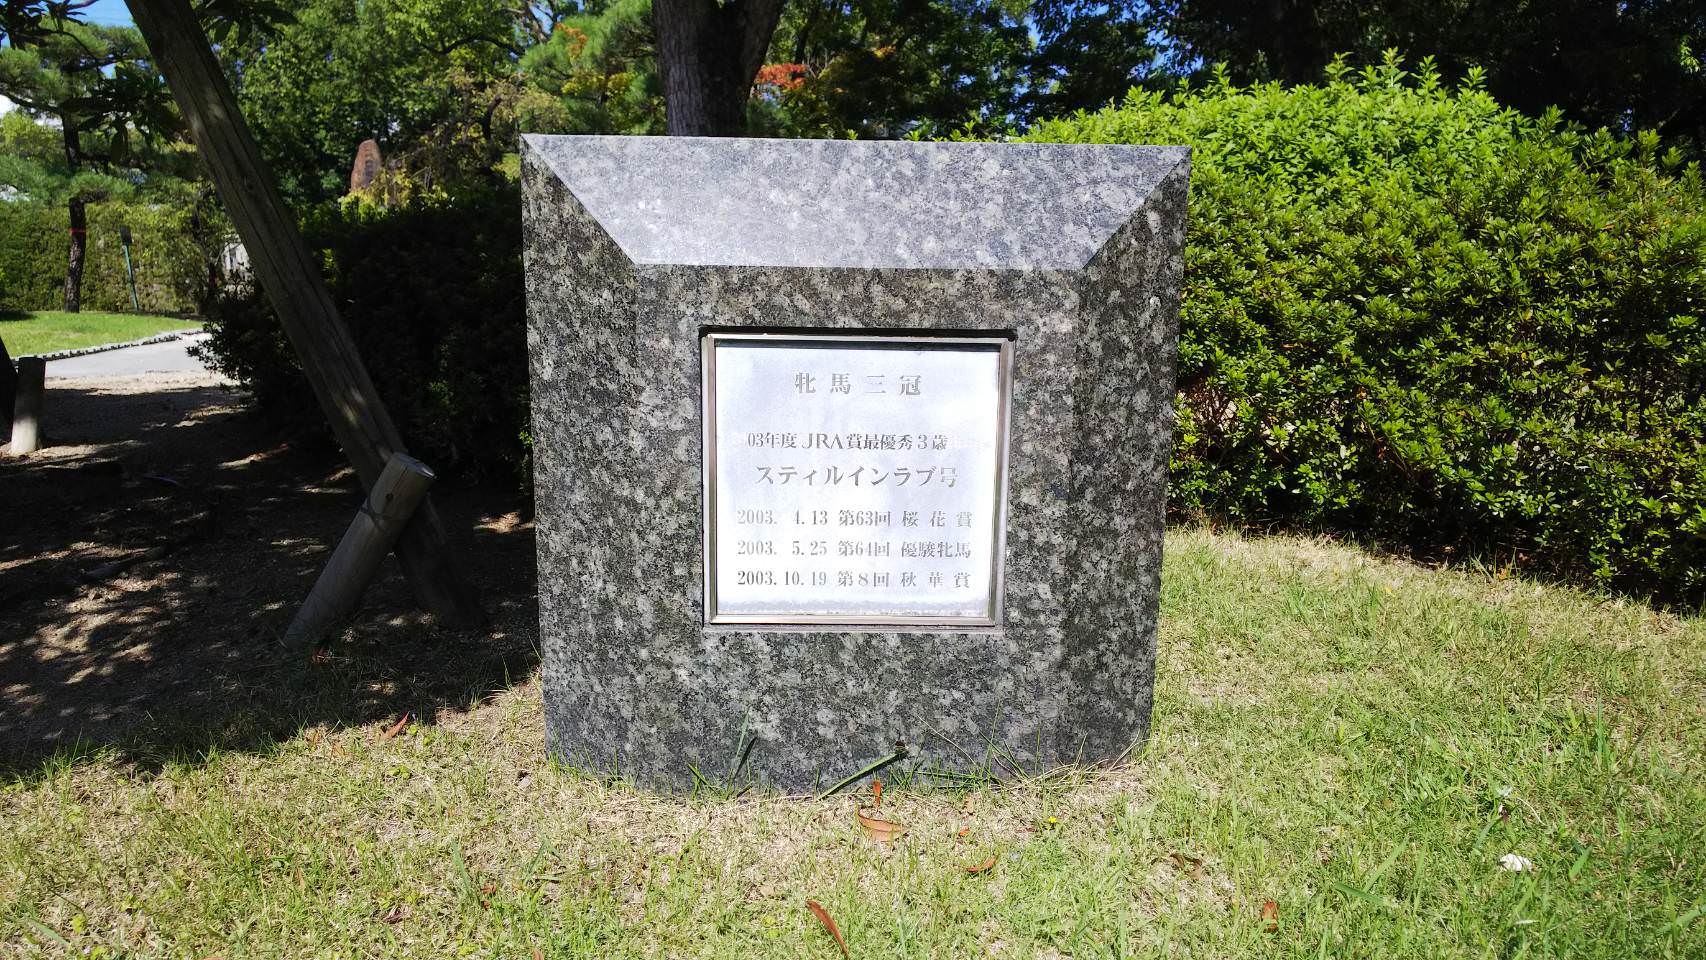 牝馬三冠
03年度 JRA賞最優秀3歳
スティルインラブ号
2003. 4.13 第63回 桜花賞
2003. 5.25 第64回 優駿牝馬
2003.10.19 第8回 秋華賞